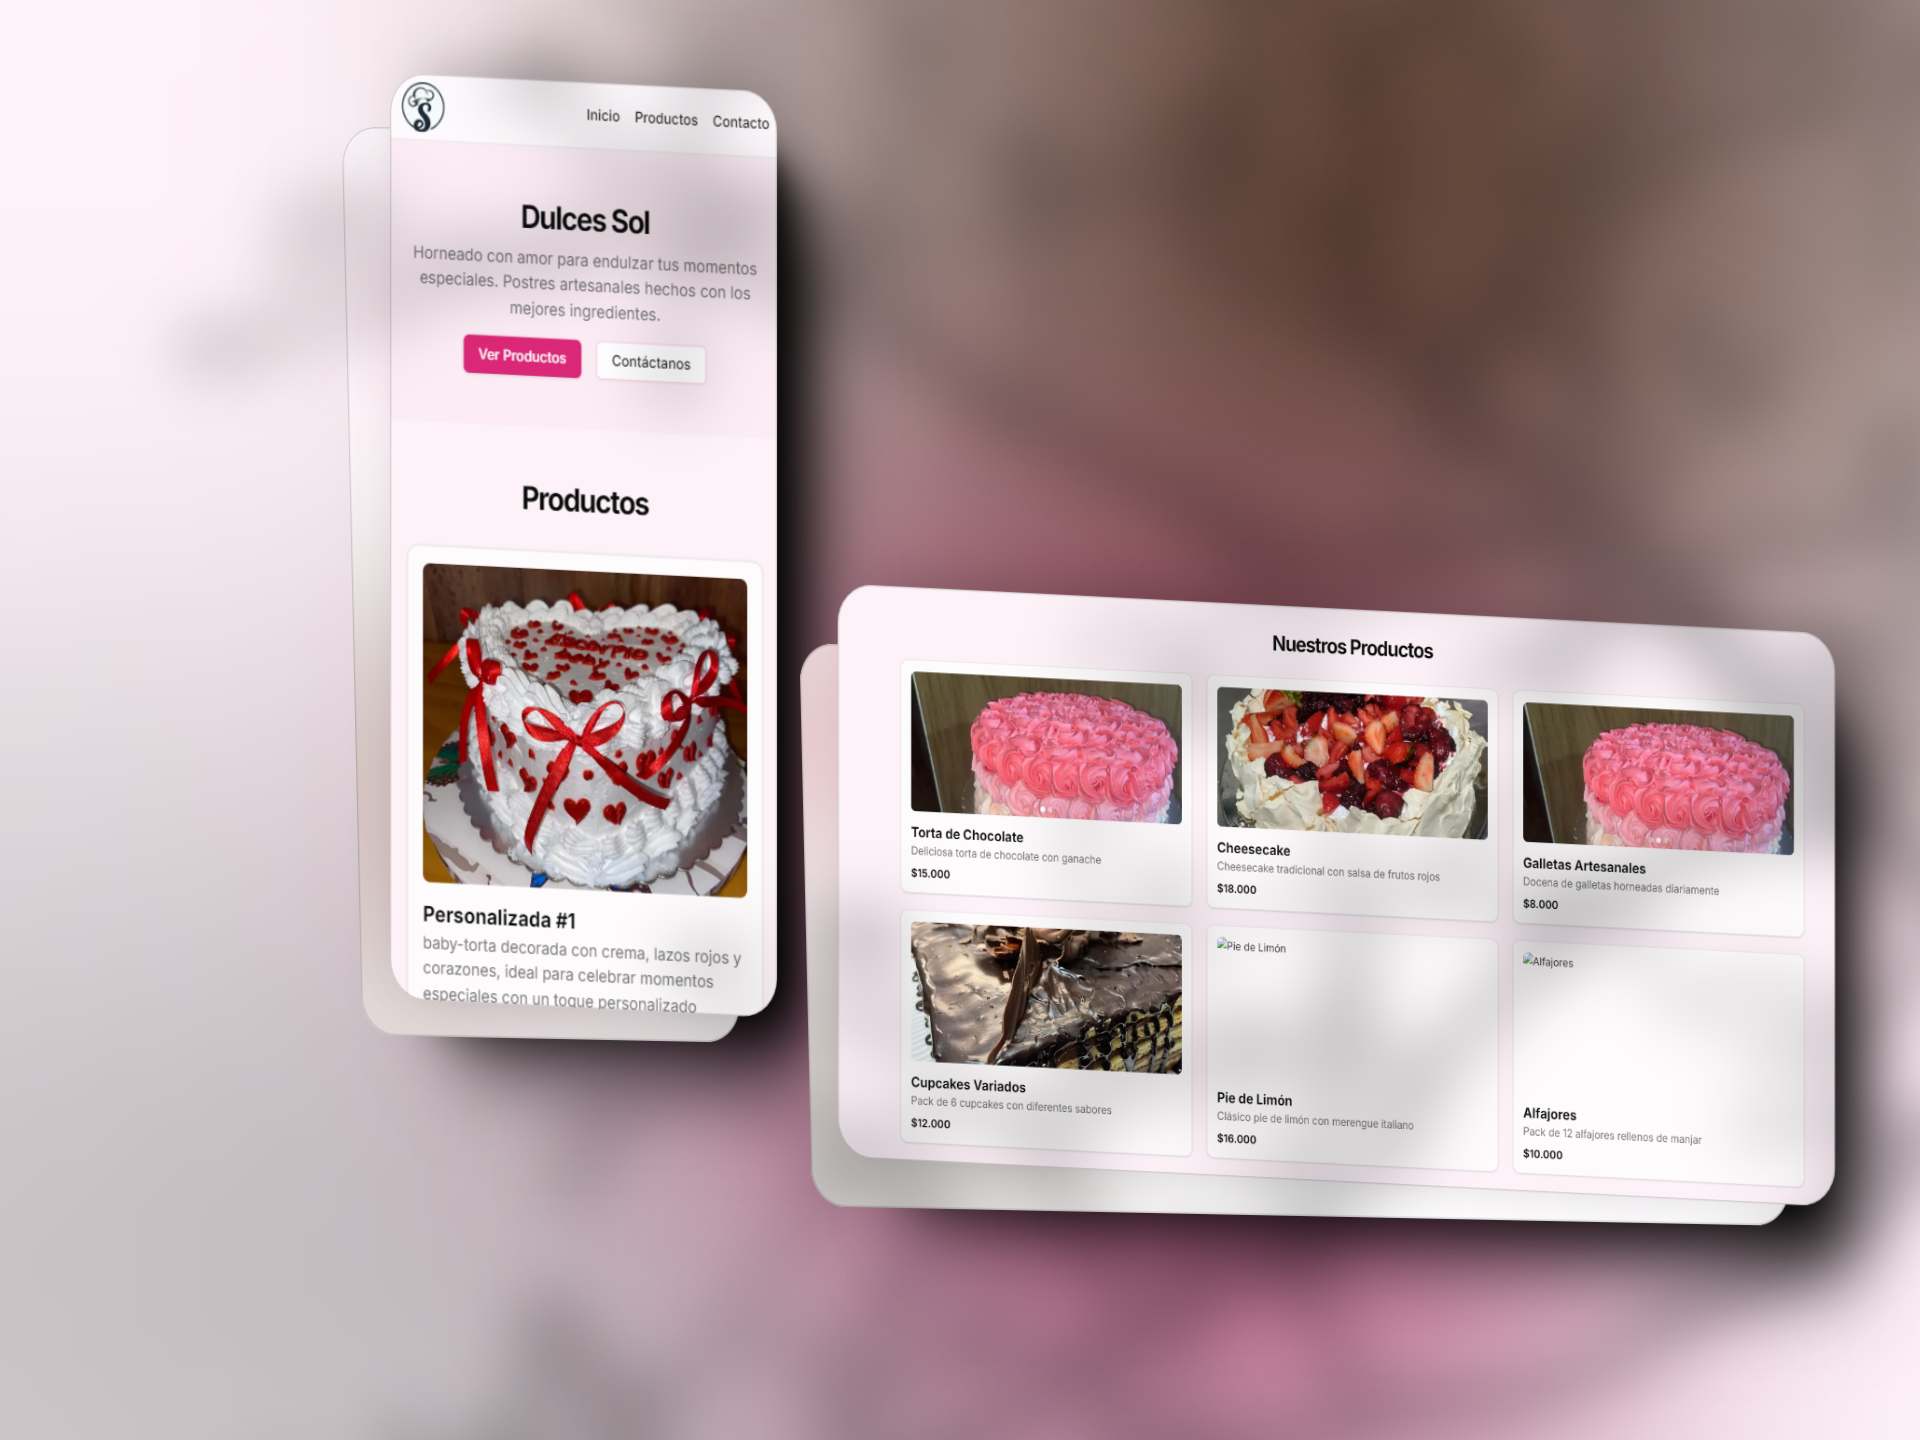 S
Inicio Productos Contacto
Dulces Sol
Horneado con amor para endulzar tus momentos
especiales. Postres artesanales hechos con los
mejores ingredientes.
Ver Productos Contáctanos
Productos
Personalizada #1
baby-torta decorada con crema, lazos rojos y
corazones, ideal para celebrar momentos
especiales con un toque personalizado
Nuestros Productos
Torta de Chocolate
Deliciosa torta de chocolate con ganache
$15.000
Cheesecake
Cheesecake tradicional con salsa de frutos rojos
$18.000
Galletas Artesanales
Docena de galletas horneadas diariamente
$8.000
Cupcakes Variados
Pack de 6 cupcakes con diferentes sabores
$12.000
Pie de Limón
Pie de Limón
Clásico pie de limón con merengue italiano
$16.000
Alfajores
Alfajores
Pack de 12 alfajores rellenos de manjar
$10.000